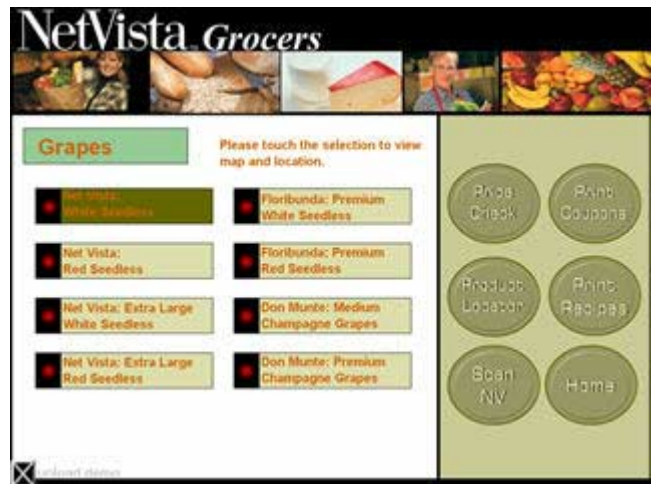 NetVista Grocers
Grapes
Please touch the selection to view
map and location.
Net Vista:
White Seedless
Floribunda: Premium
White Seedless
Net Vista:
Red Seedless
Floribunda: Premium
Red Seedless
Net Vista: Extra Large
White Seedless
Don Munte: Medium
Champagne Grapes
Net Vista: Extra Large
Red Seedless
Don Munte: Premium
Champagne Grapes
Price
Check
Print
Coupons
Product
Locator
Print
Recipes
Scan
NV
Home
upload demo